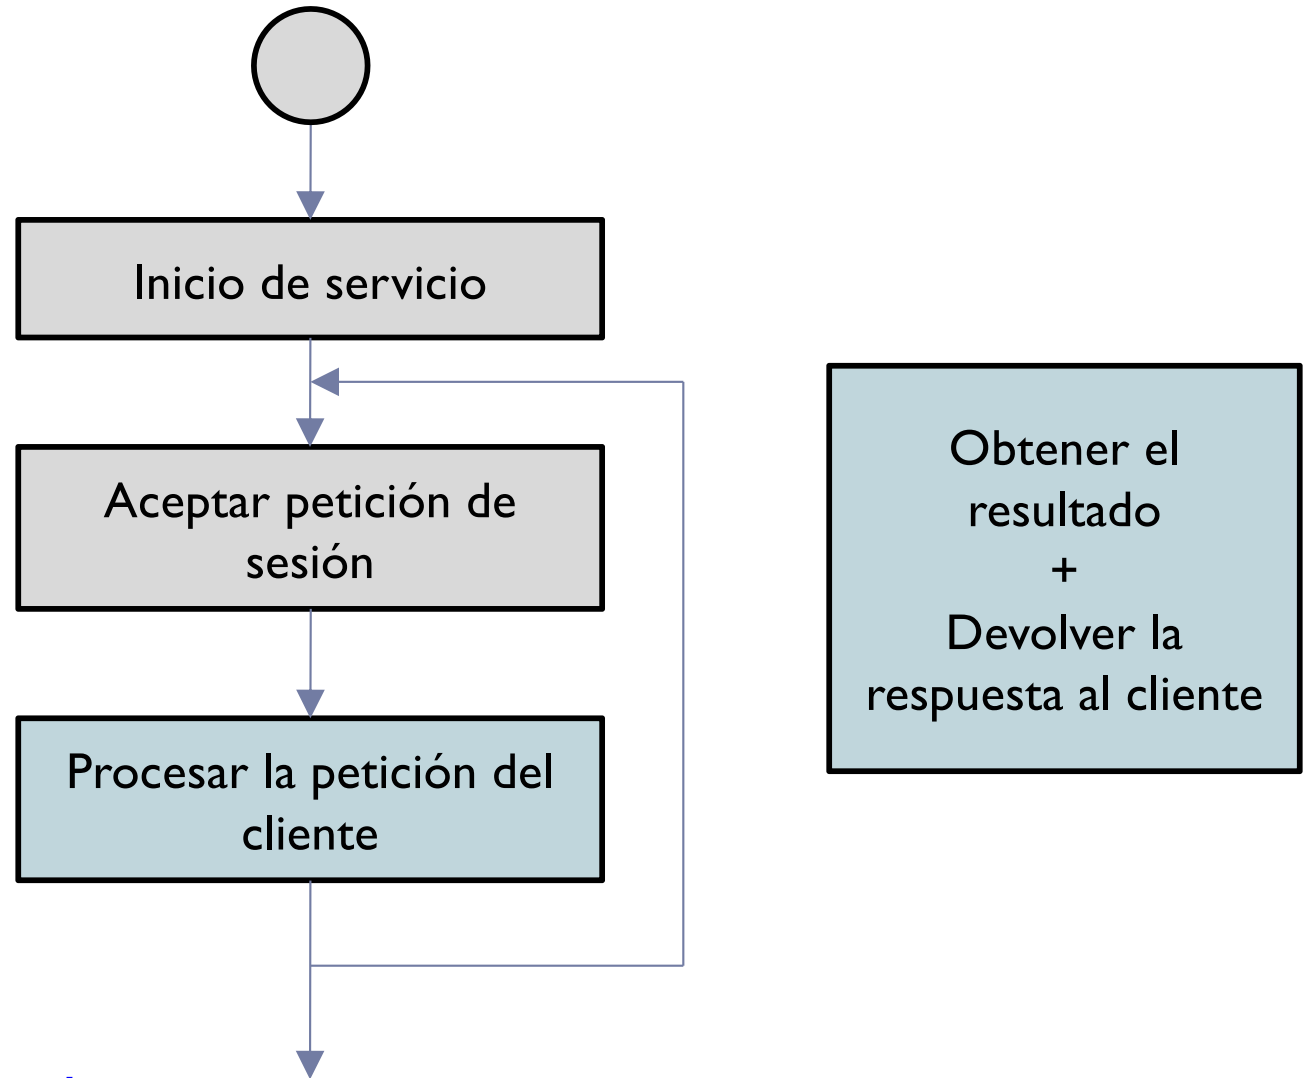 Inicio de servicio
Aceptar petición de
sesión
Procesar la petición del
cliente
Obtener el
resultado
+
Devolver la
respuesta al cliente